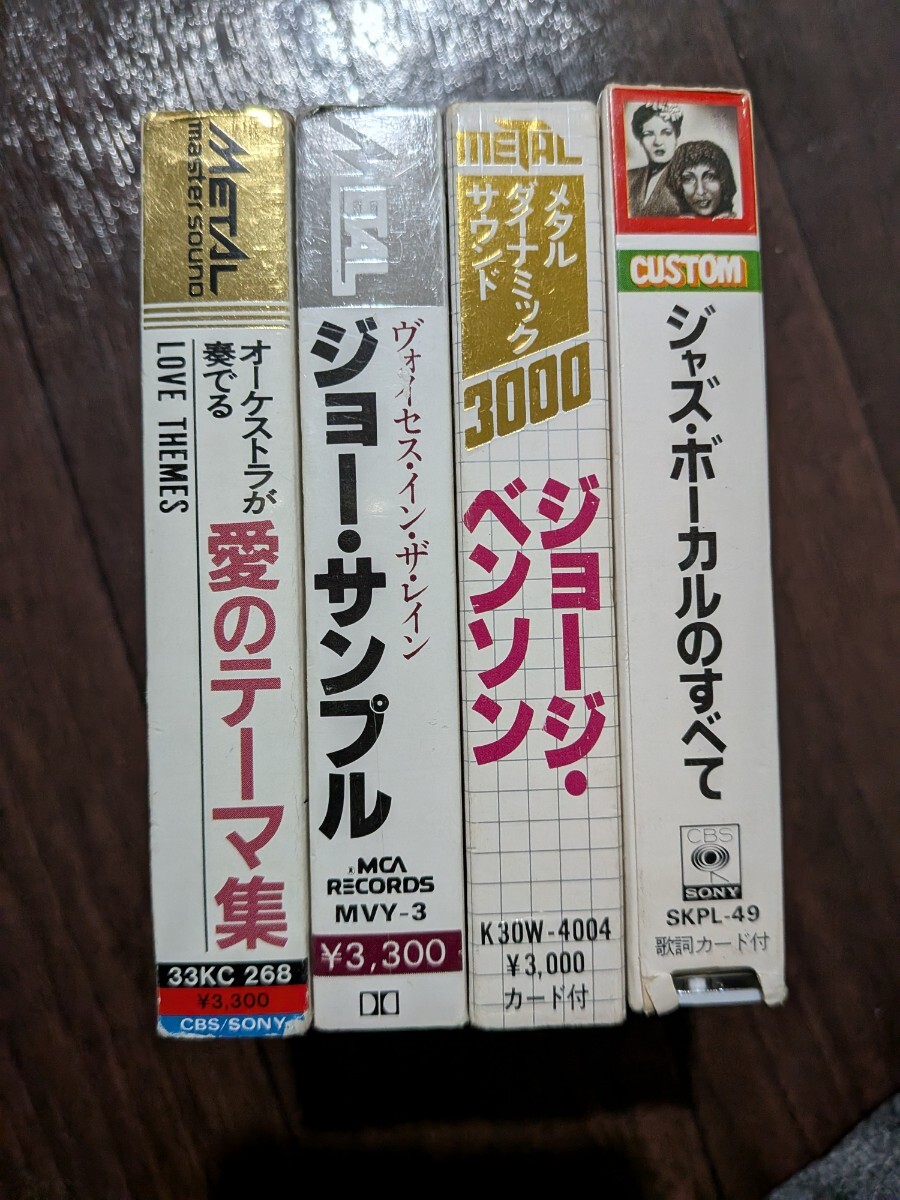 METAL
master sound
オーケストラが
奏でる
愛のテーマ集
LOVE THEMES
33KC 268
¥3,300
CBS/SONY
METAL
ヴォイセス・イン・ザ・レイン
ジョー・サンプル
MCA
RECORDS
MVY-3
¥3,300
METAL
メタル
ダイナミック
サウンド
3000
ジョージ・
ベンソン
K30W-4004
¥3,000
カード付
CUSTOM
ジャズ・ボーカルのすべて
CBS
SONY
SKPL-49
歌詞カード付